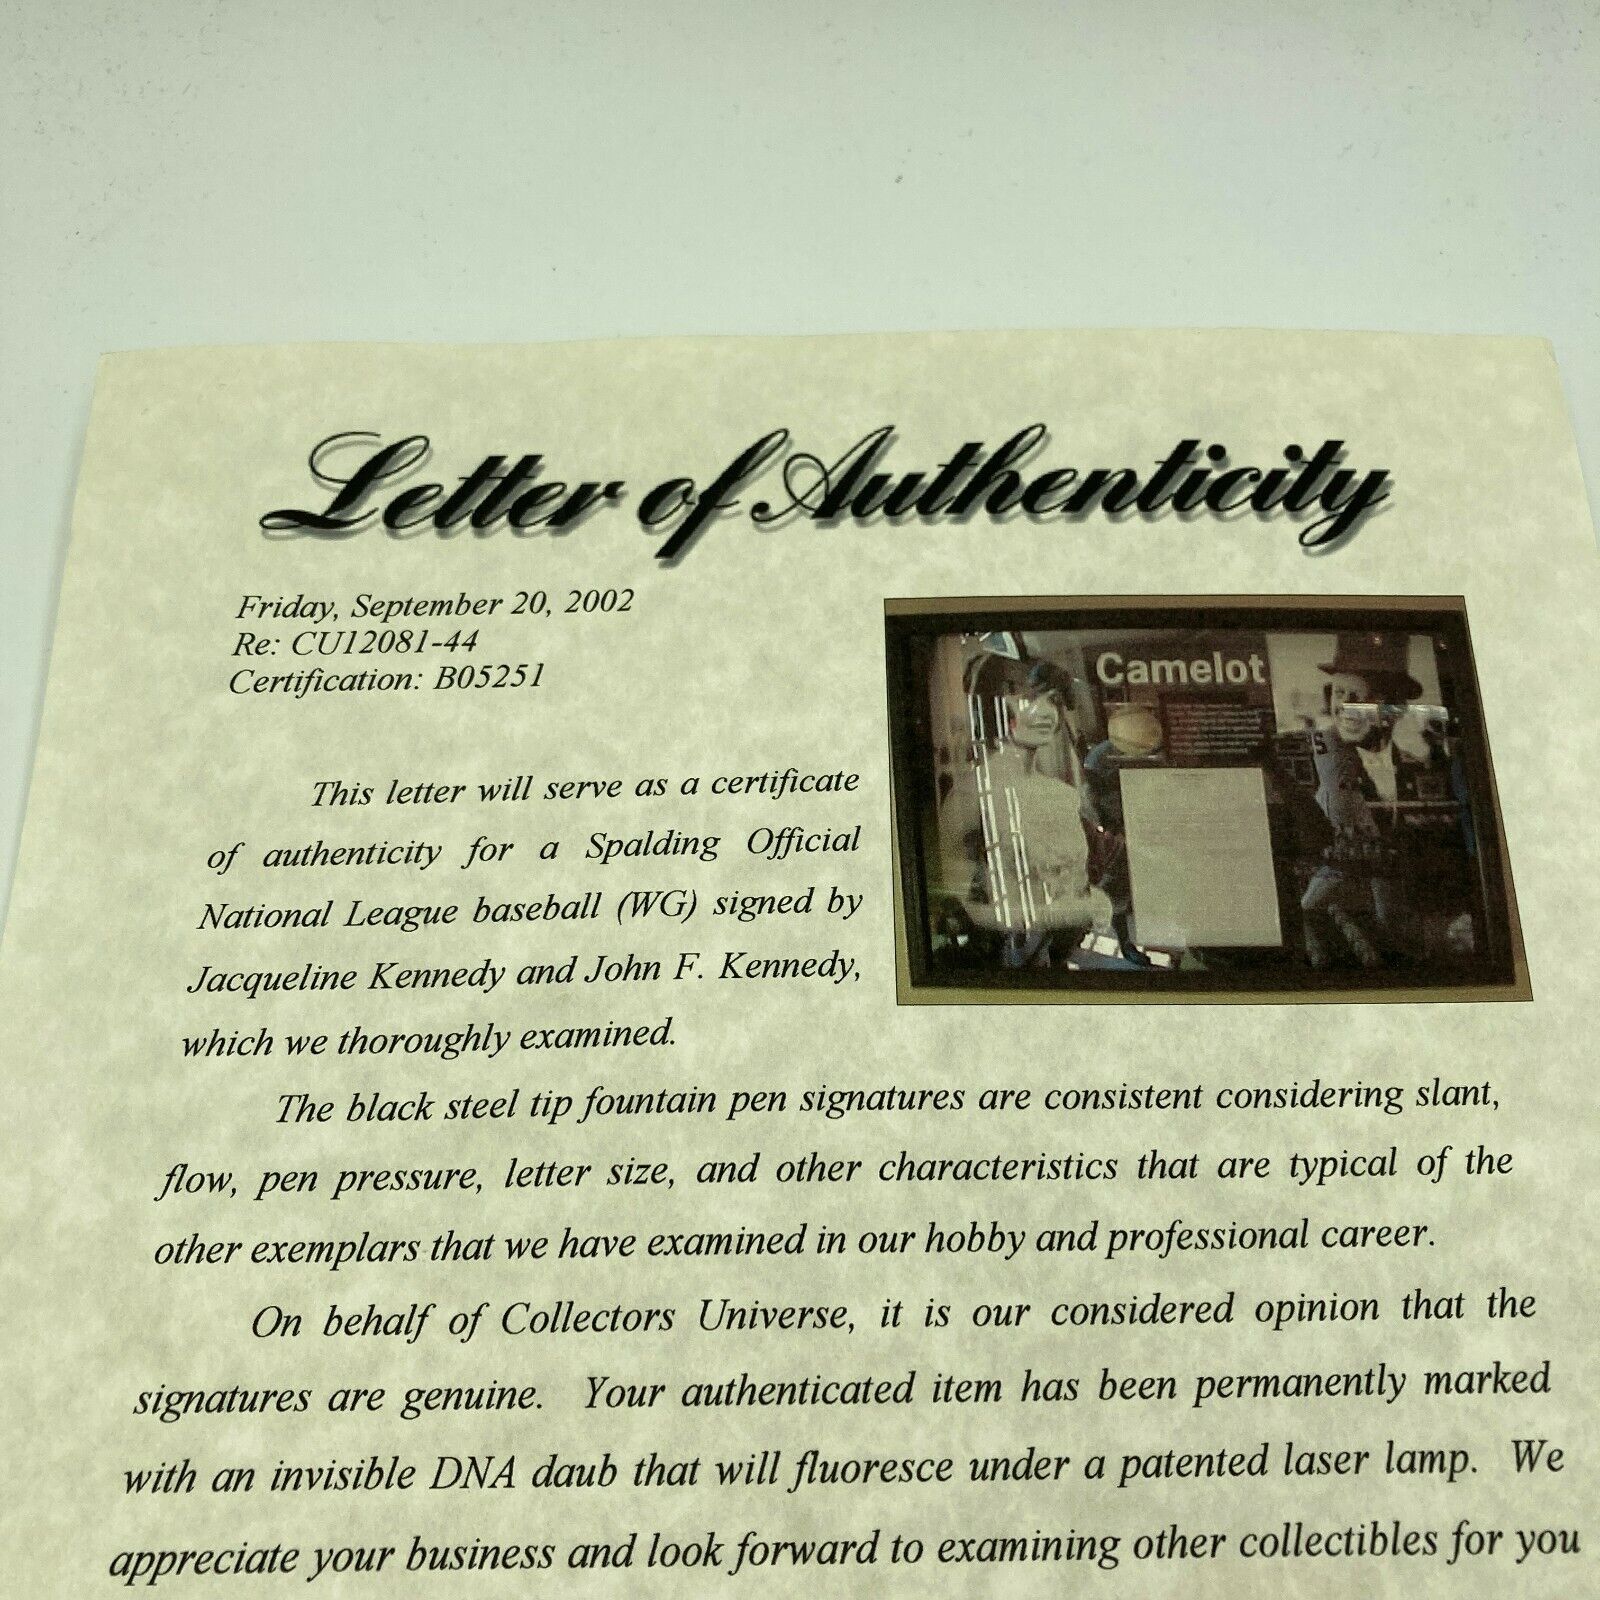 Letter of Authenticity
Friday, September 20, 2002
Re: CU12081-44
Certification: B05251
Camelot
This letter will serve as a certificate
of authenticity for a Spalding Official
National League baseball (WG) signed by
Jacqueline Kennedy and John F. Kennedy,
which we thoroughly examined.
The black steel tip fountain pen signatures are consistent considering slant,
flow, pen pressure, letter size, and other characteristics that are typical of the
other exemplars that we have examined in our hobby and professional career.
On behalf of Collectors Universe, it is our considered opinion that the
signatures are genuine. Your authenticated item has been permanently marked
with an invisible DNA daub that will fluoresce under a patented laser lamp. We
appreciate your business and look forward to examining other collectibles for you